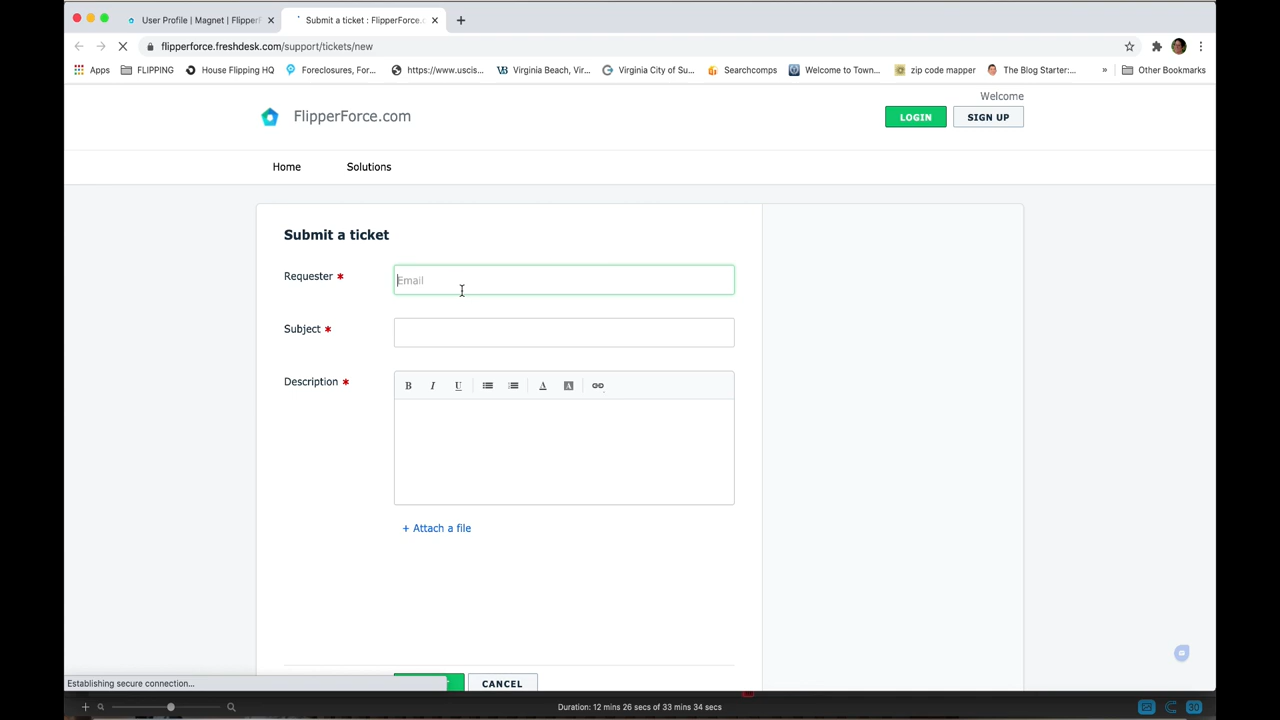 User Profile | Magnet | Flipper
Submit a ticket : FlipperForce.c
flipperforce.freshdesk.com/support/tickets/new
Apps
FLIPPING
House Flipping HQ
Foreclosures, For...
https://www.uscis...
Virginia Beach, Vir...
Virginia City of Su...
Searchcomps
Welcome to Town...
zip code mapper
The Blog Starter:...
»
Other Bookmarks
Welcome
FlipperForce.com
LOGIN
SIGN UP
Home
Solutions
Submit a ticket
Requester *
Email
Subject *
Description *
B I U A A
+ Attach a file
CANCEL
Establishing secure connection...
Duration: 12 mins 26 secs of 33 mins 34 secs
30